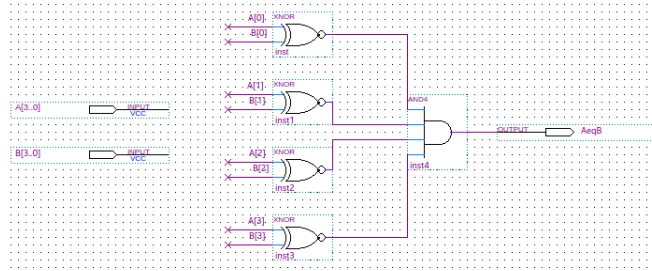 A[0]
XNOR
B[0]
inst
A[1]
XNOR
B[1]
inst1
A[3..0]
INPUT
VCC
AND4
OUTPUT
AeqB
B[3..0]
INPUT
VCC
A[2]
XNOR
B[2]
inst2
inst4
A[3]
XNOR
B[3]
inst3